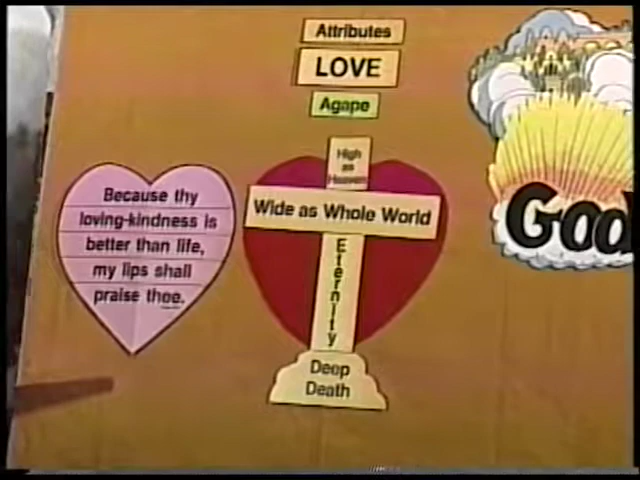 Attributes
LOVE
Agape
High
as
Heaven
Wide as Whole World
Eternity
Deep
Death
Because thy
loving-kindness is
better than life,
my lips shall
praise thee.
God